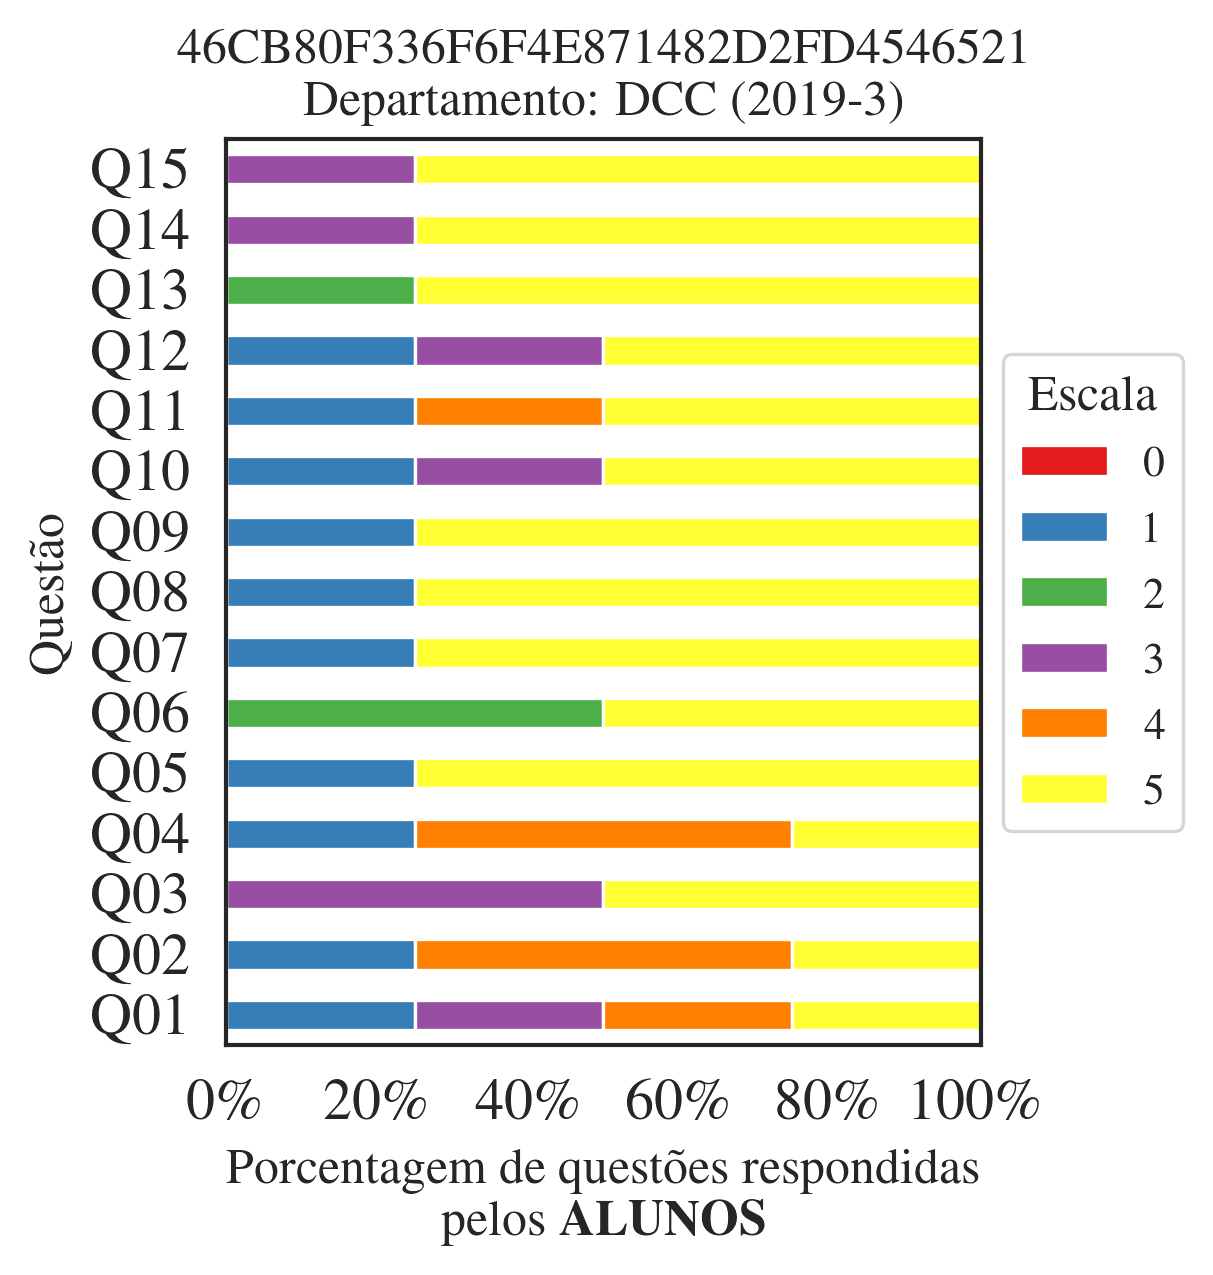 46CB80F336F6F4E871482D2FD4546521
Departamento: DCC (2019-3)
Q15
Q14
Q13
Q12
Q11
Q10
Q09
Q08
Q07
Q06
Q05
Q04
Q03
Q02
Q01
Questão
0% 20% 40% 60% 80% 100%
Porcentagem de questões respondidas
pelos ALUNOS
Escala
0
1
2
3
4
5